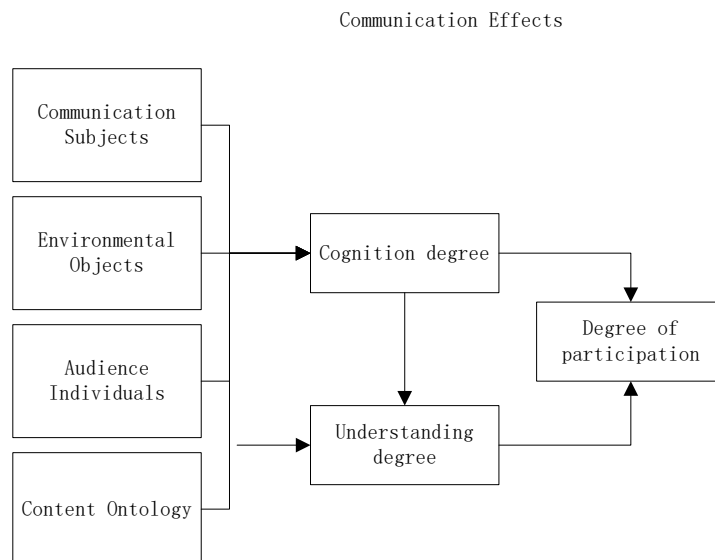 Communication Effects
Communication
Subjects
Environmental
Objects
Audience
Individuals
Content Ontology
Cognition degree
Understanding
degree
Degree of
participation